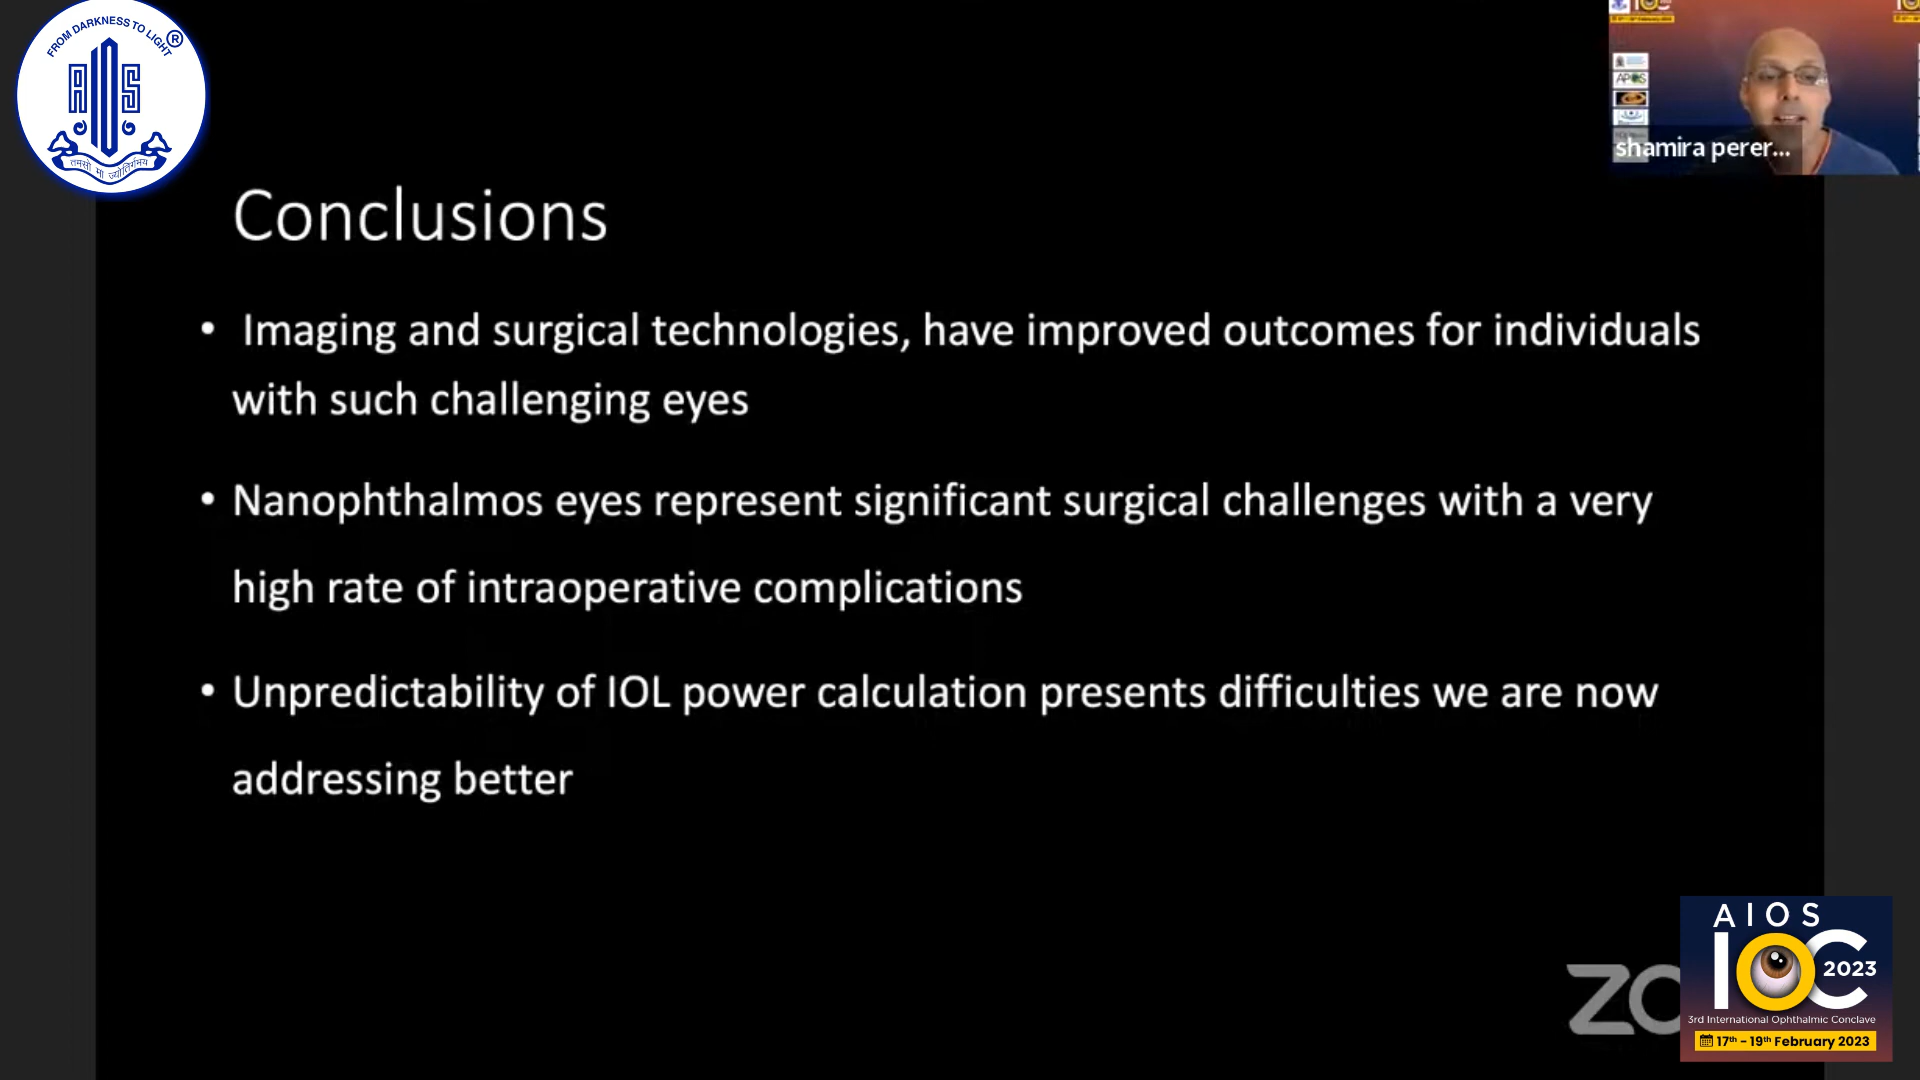 FROM DARKNESS TO LIGHT
®
AIOS
तमसो मा ज्योतिर्गमय
APOS
shamira perer...
Conclusions
• Imaging and surgical technologies, have improved outcomes for individuals
with such challenging eyes
• Nanophthalmos eyes represent significant surgical challenges with a very
high rate of intraoperative complications
• Unpredictability of IOL power calculation presents difficulties we are now
addressing better
AIOS
IOC 2023
3rd International Ophthalmic Conclave
17th - 19th February 2023